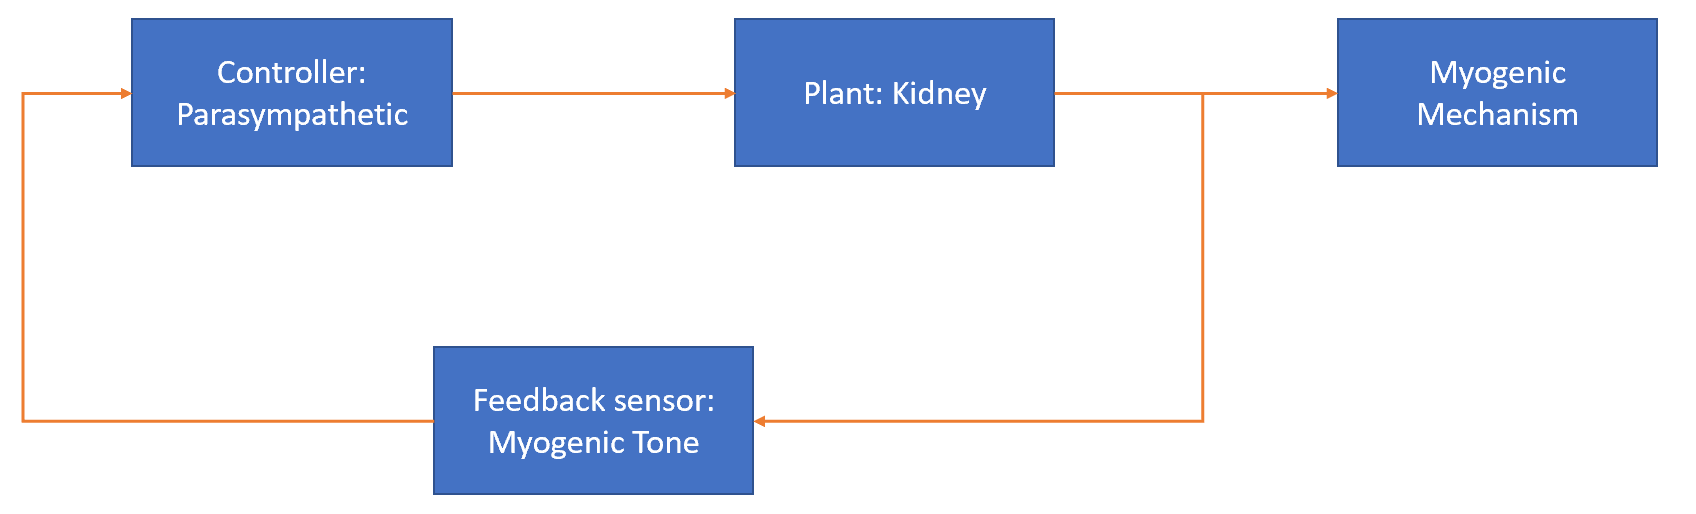 Controller:
Parasympathetic
Plant: Kidney
Myogenic
Mechanism
Feedback sensor:
Myogenic Tone